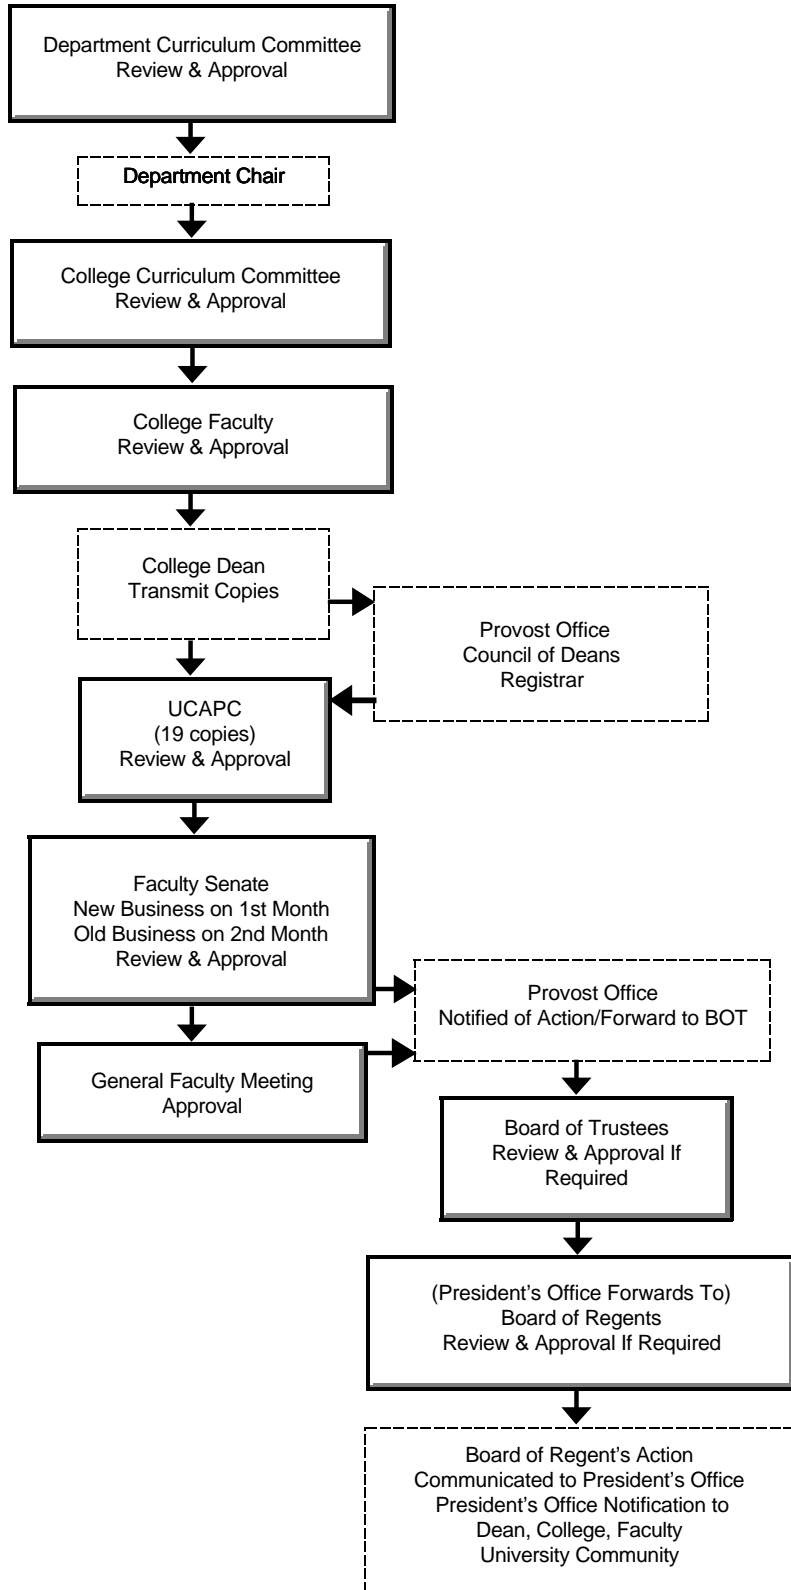 Department Curriculum Committee
Review & Approval
Department Chair
College Curriculum Committee
Review & Approval
College Faculty
Review & Approval
College Dean
Transmit Copies
Provost Office
Council of Deans
Registrar
UCAPC
(19 copies)
Review & Approval
Faculty Senate
New Business on 1st Month
Old Business on 2nd Month
Review & Approval
Provost Office
Notified of Action/Forward to BOT
General Faculty Meeting
Approval
Board of Trustees
Review & Approval If
Required
(President’s Office Forwards To)
Board of Regents
Review & Approval If Required
Board of Regent’s Action
Communicated to President’s Office
President’s Office Notification to
Dean, College, Faculty
University Community